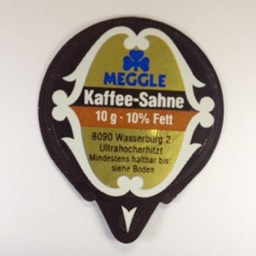 MEGGLE
Kaffee-Sahne
10 g - 10% Fett
8090 Wasserburg 2
Ultrahocherhitzt
Mindestens haltbar bis:
siehe Boden